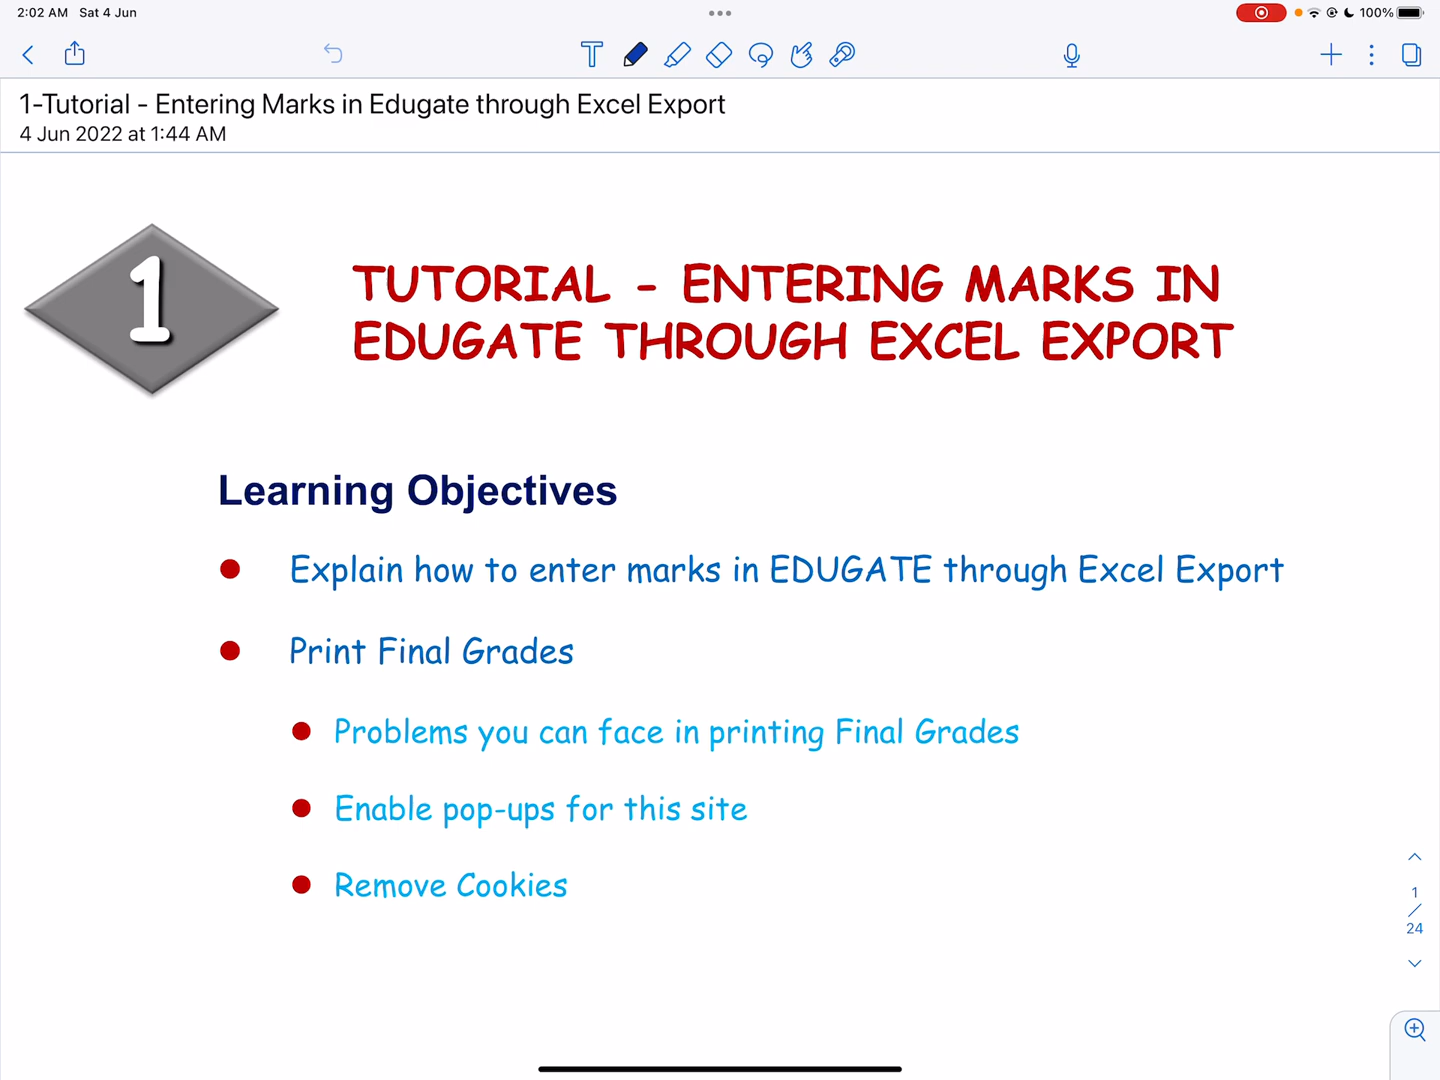 2:02 AM Sat 4 Jun
100%
1-Tutorial - Entering Marks in Edugate through Excel Export
4 Jun 2022 at 1:44 AM
1
TUTORIAL - ENTERING MARKS IN
EDUGATE THROUGH EXCEL EXPORT
Learning Objectives
Explain how to enter marks in EDUGATE through Excel Export
Print Final Grades
Problems you can face in printing Final Grades
Enable pop-ups for this site
Remove Cookies
1
/
24